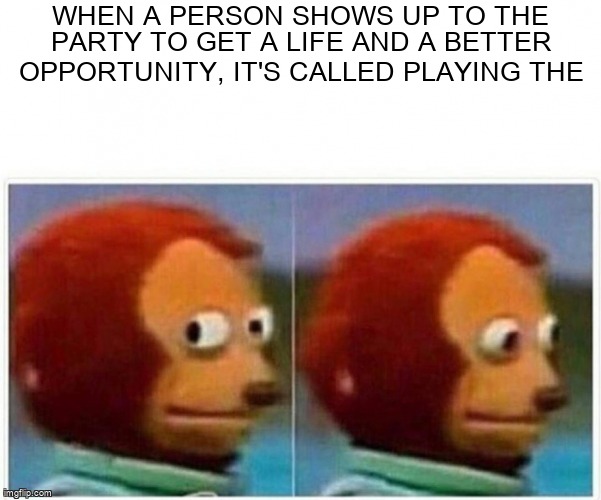 WHEN A PERSON SHOWS UP TO THE
PARTY TO GET A LIFE AND A BETTER
OPPORTUNITY, IT'S CALLED PLAYING THE
imgflip.com